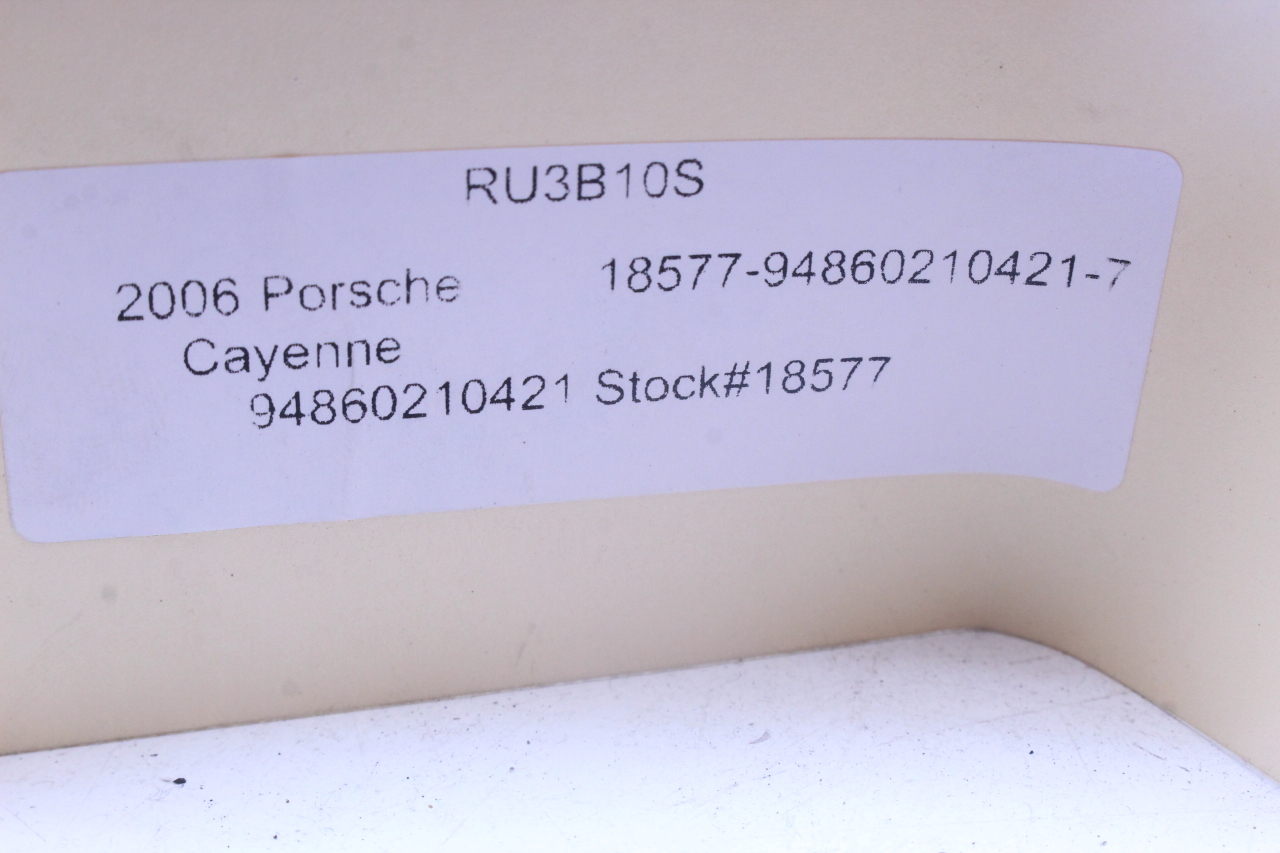 RU3B10S
2006 Porsche 18577-94860210421-7
Cayenne
94860210421 Stock#18577